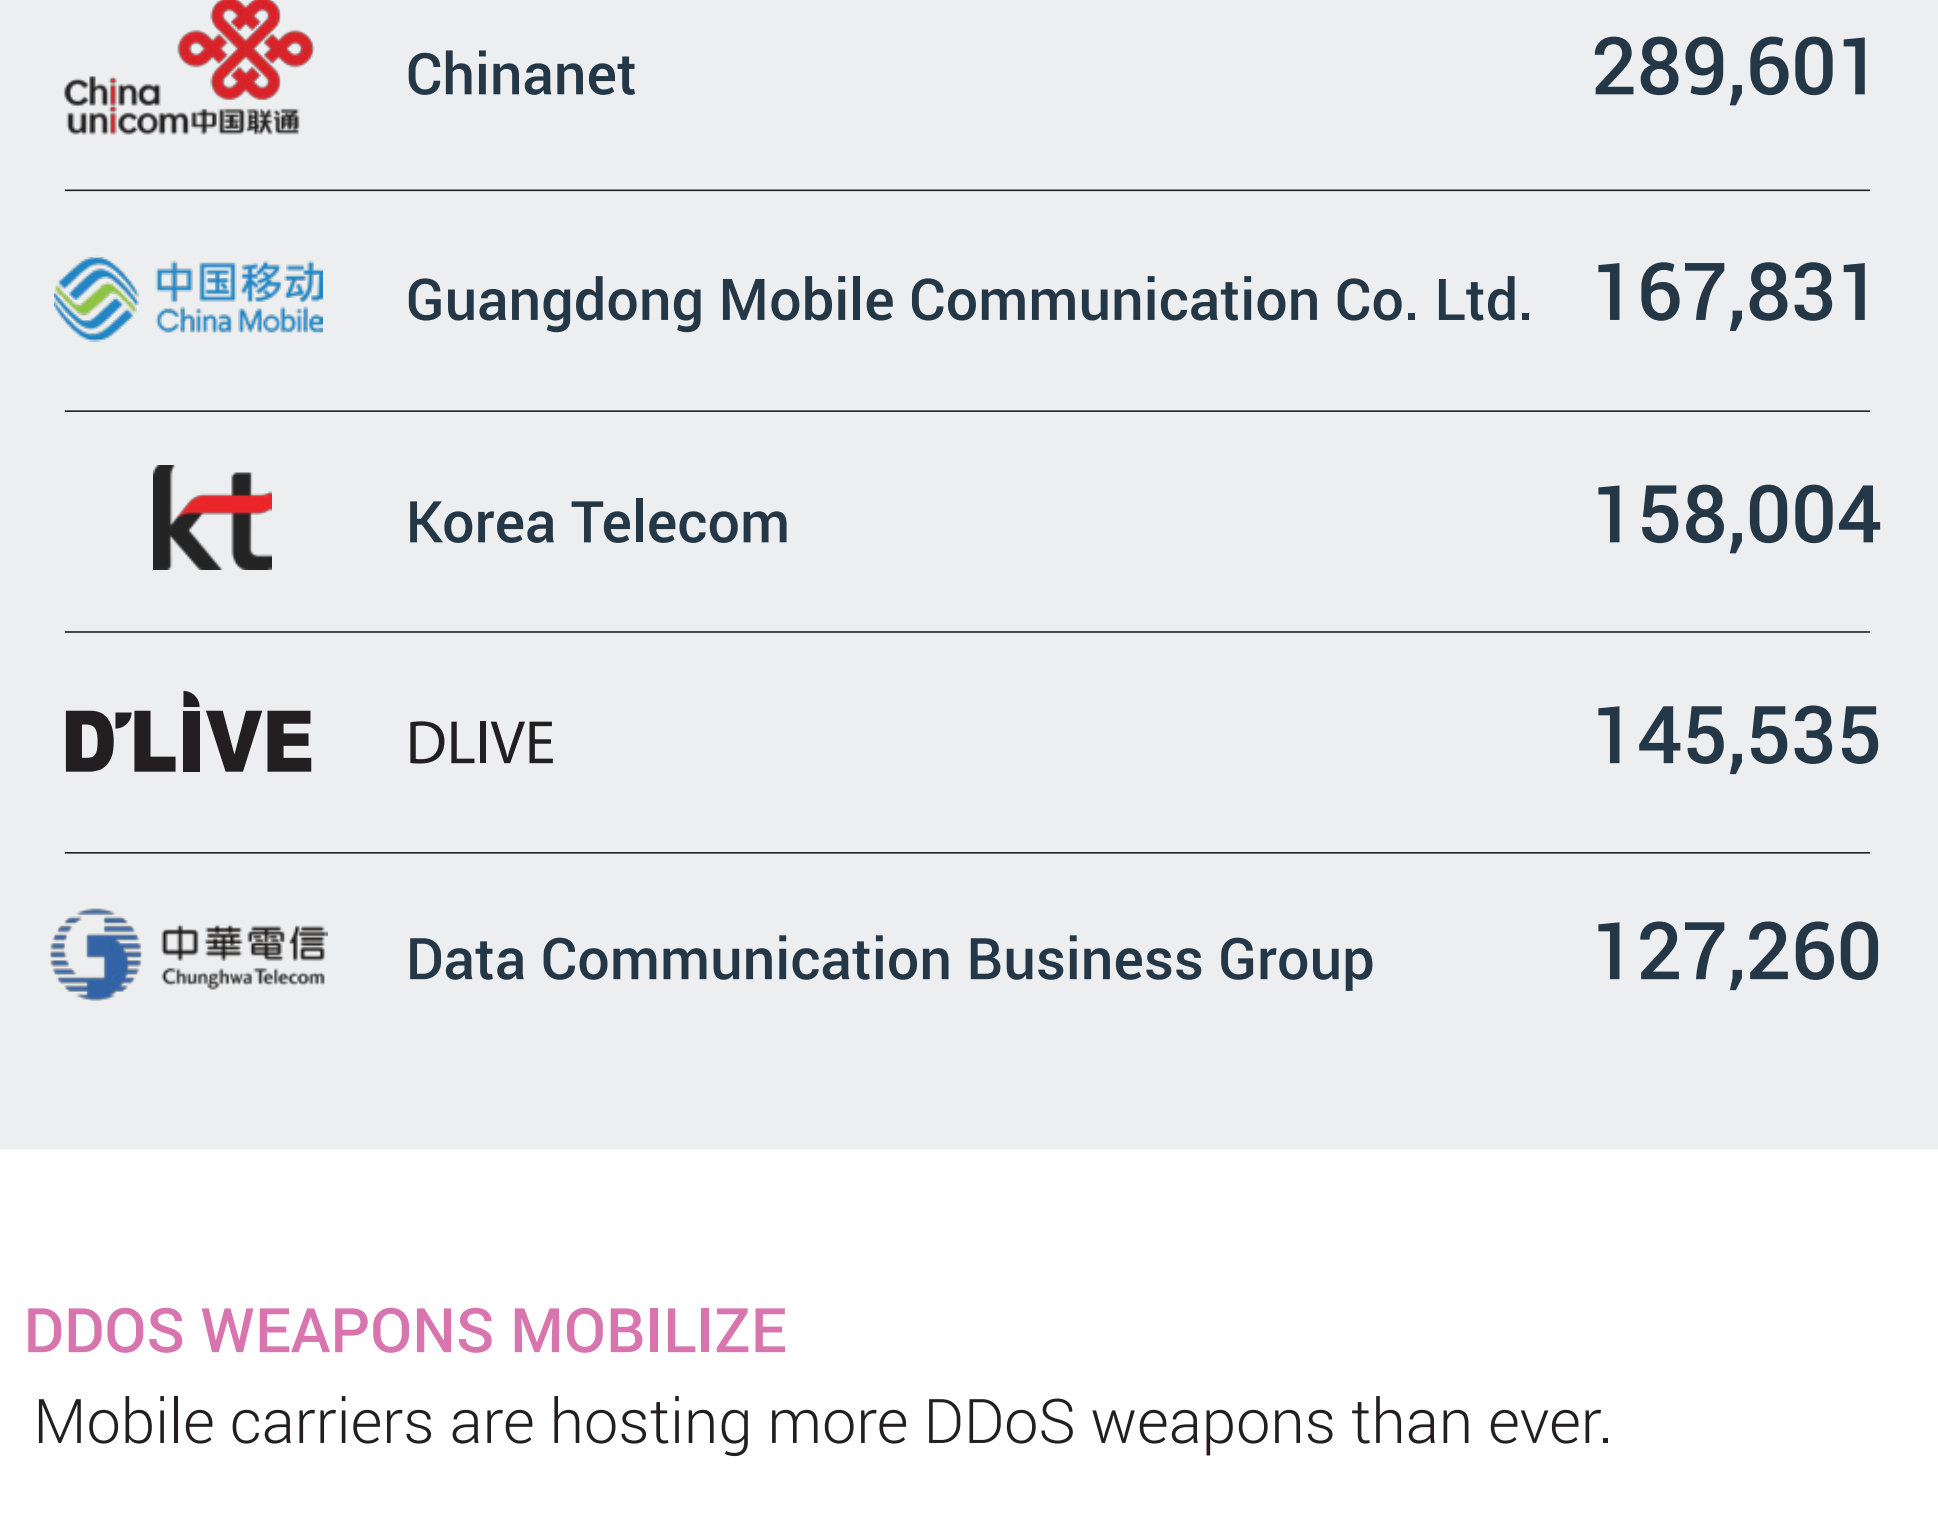 China
unicom中国联通
Chinanet
289,601
中国移动
China Mobile
Guangdong Mobile Communication Co. Ltd.
167,831
kt
Korea Telecom
158,004
D'LIVE
DLIVE
145,535
中華電信
Chunghwa Telecom
Data Communication Business Group
127,260
DDOS WEAPONS MOBILIZE
Mobile carriers are hosting more DDoS weapons than ever.